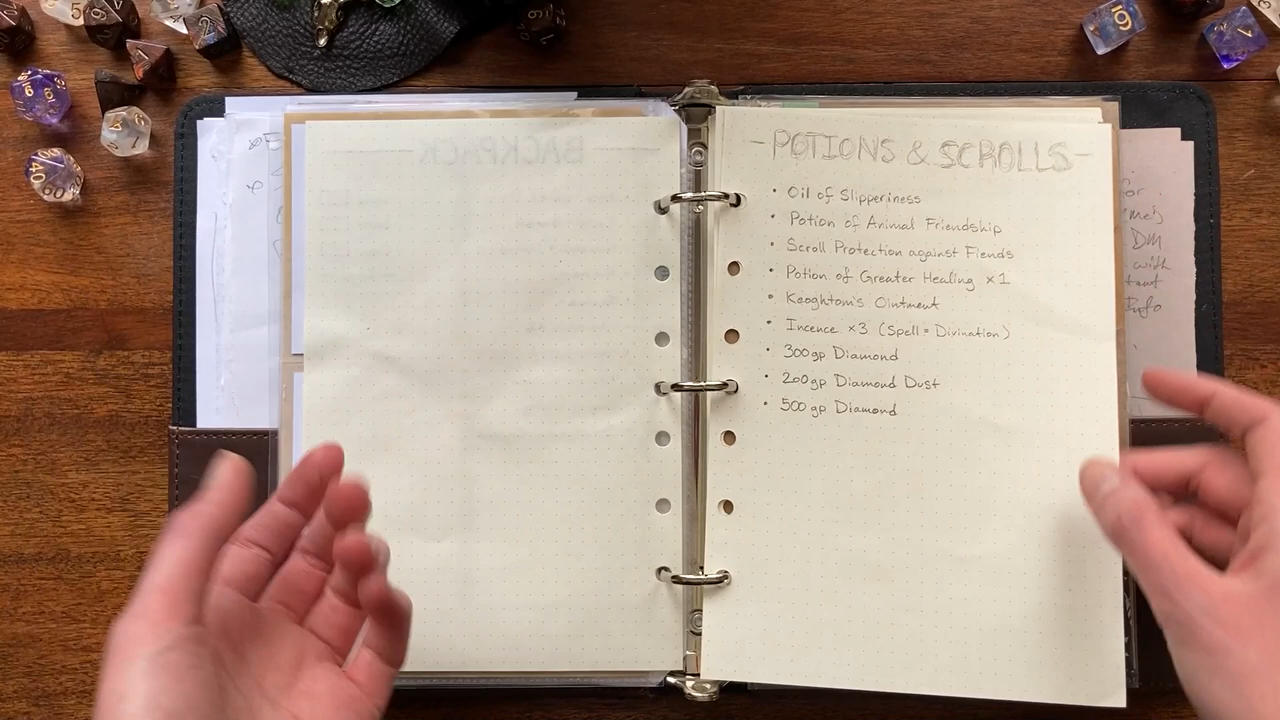 BACKPACK
- POTIONS & SCROLLS -
• Oil of Slipperiness
• Potion of Animal Friendship
• Scroll Protection against Fiends
• Potion of Greater Healing x1
• Keoghtom's Ointment
• Incence x3 (Spell = Divination)
• 300gp Diamond
• 200gp Diamond Dust
• 500gp Diamond
DM
with
Info